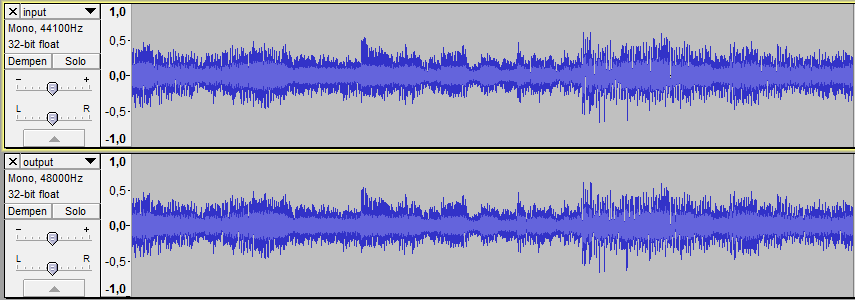 input
Mono, 44100Hz
32-bit float
Dempen Solo
- +
L R
1,0
0,5-
0,0-
-0,5-
-1,0
output
Mono, 48000Hz
32-bit float
Dempen Solo
- +
L R
1,0
0,5-
0,0-
-0,5-
-1,0